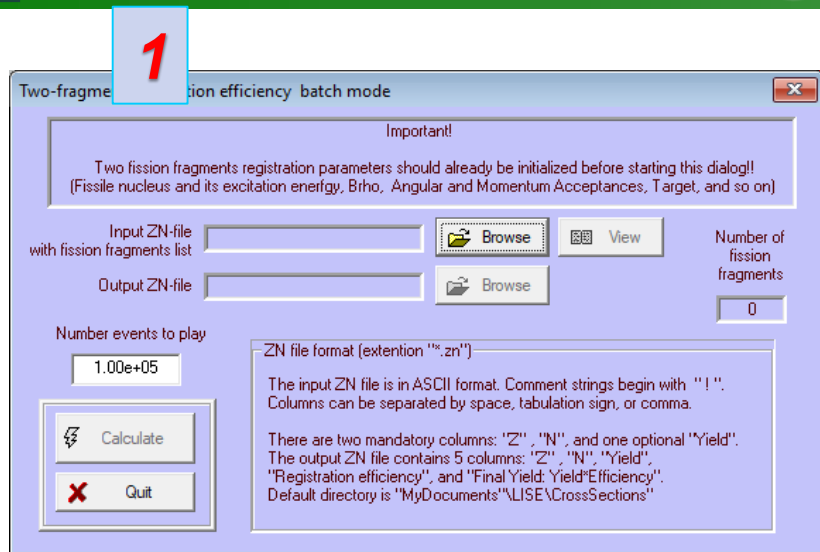 1
Two-fragme tion efficiency batch mode
Important!
Two fission fragments registration parameters should already be initialized before starting this dialog!!
(Fissile nucleus and its excitation enerfgy, Brho, Angular and Momentum Acceptances, Target, and so on)
Input ZN-file
with fission fragments list
Browse
View
Number of
fission
fragments
Output ZN-file
Browse
0
Number events to play
1.00e+05
ZN file format (extention "*.zn")
The input ZN file is in ASCII format. Comment strings begin with " ! ".
Columns can be separated by space, tabulation sign, or comma.
There are two mandatory columns: "Z" , "N", and one optional "Yield".
The output ZN file contains 5 columns: "Z" , "N", "Yield",
"Registration efficiency", and "Final Yield: Yield*Efficiency".
Default directory is "MyDocuments"\LISE\CrossSections"
Calculate
Quit